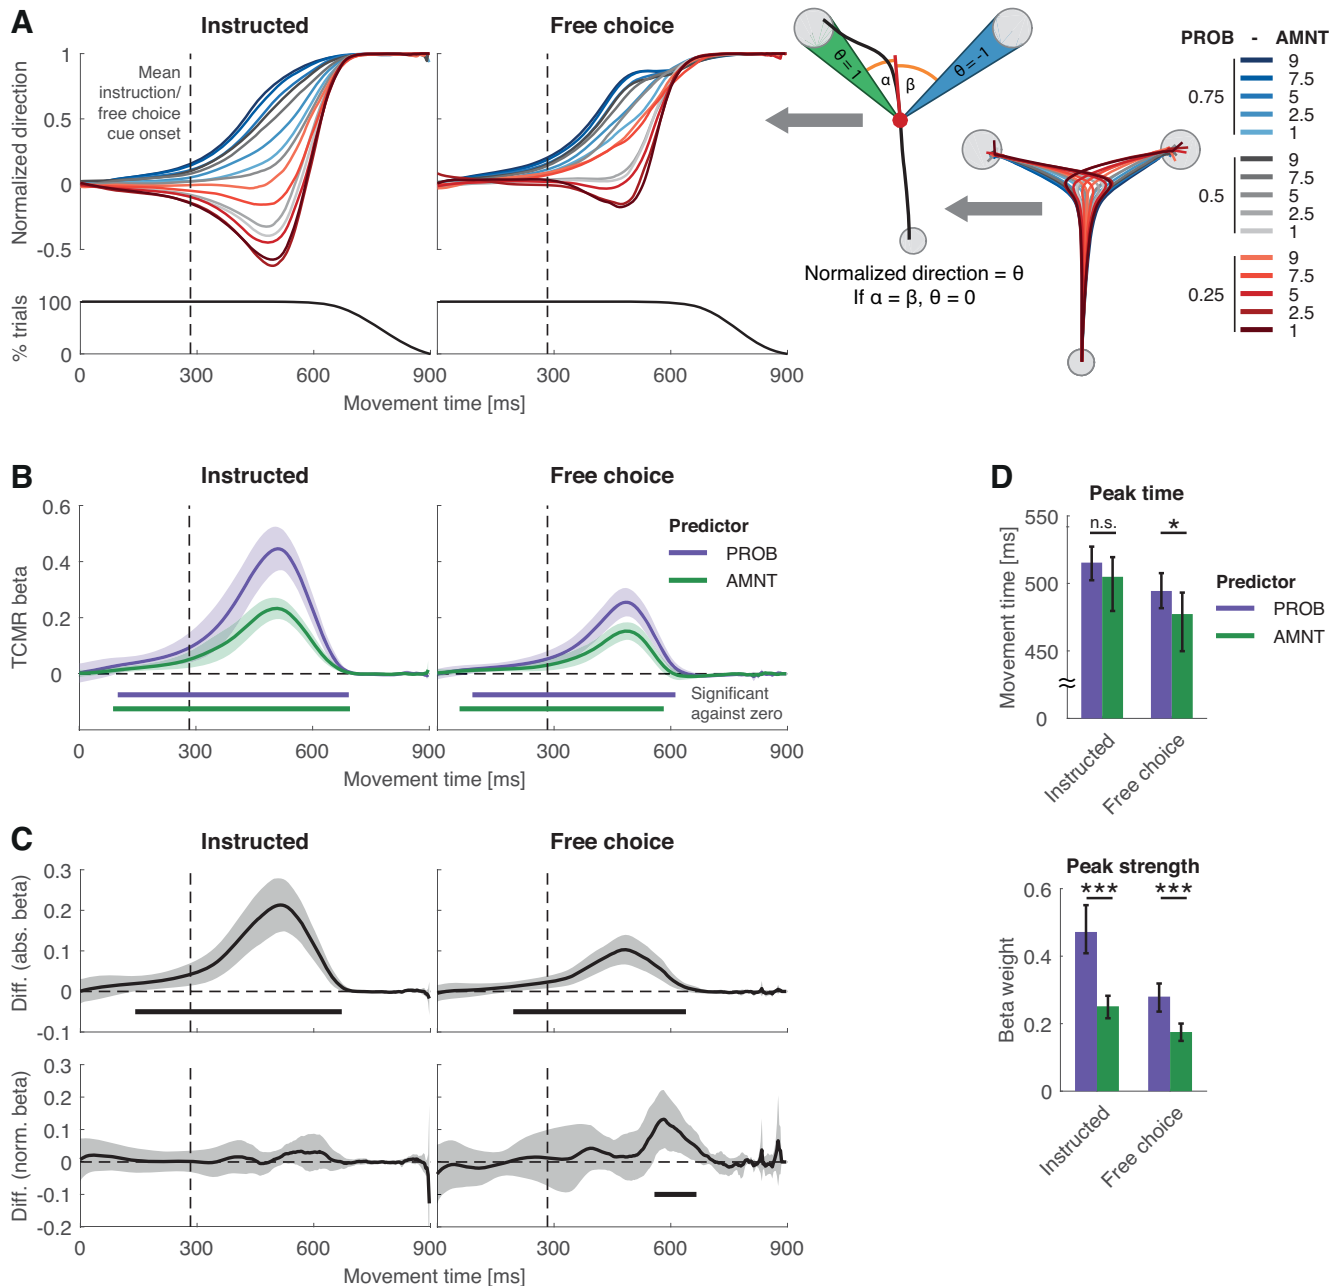 A
Instructed
Free choice
Normalized direction
1
0.5
0
-0.5
Mean
instruction/
free choice
cue onset
% trials
100
0
300
600
900
300
600
900
Movement time [ms]
θ = 1
α
β
θ = -1
Normalized direction = θ
If α = β, θ = 0
PROB - AMNT
0.75
9
7.5
5
2.5
1
0.5
9
7.5
5
2.5
1
0.25
9
7.5
5
2.5
1
B
Instructed
Free choice
TCMR beta
0.6
0.4
0.2
0
Predictor
PROB
AMNT
Significant
against zero
0
300
600
900
300
600
900
Movement time [ms]
C
Instructed
Free choice
Diff. (abs. beta)
0.3
0.2
0.1
0
-0.1
Diff. (norm. beta)
0.3
0.2
0.1
0
-0.1
-0.2
0
300
600
900
300
600
900
Movement time [ms]
D
Peak time
Movement time [ms]
550
500
450
0
n.s.
*
Instructed
Free choice
Predictor
PROB
AMNT
Peak strength
Beta weight
0.6
0.4
0.2
0
***
***
Instructed
Free choice